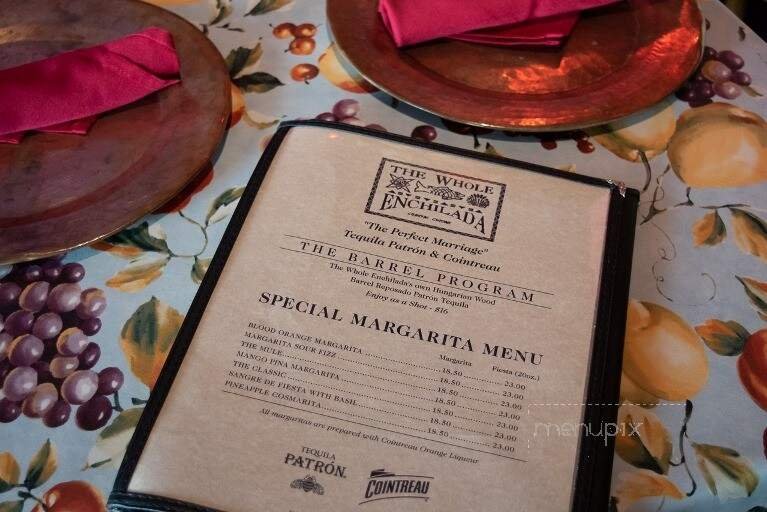 THE WHOLE
ENCHILADA
COASTAL CUISINE
"The Perfect Marriage"
Tequila Patrón & Cointreau
THE BARREL PROGRAM
The Whole Enchilada's own Hungarian Wood
Barrel Reposado Patrón Tequila
Enjoy as a Shot - $16
SPECIAL MARGARITA MENU
Margarita Fiesta (20oz.)
BLOOD ORANGE MARGARITA 18.50 23.00
MARGARITA SOUR FIZZ 18.50 23.00
THE MULE 18.50 23.00
MANGO PINA MARGARITA 18.50 23.00
THE CLASSIC 18.50 23.00
SANGRE DE FIESTA WITH BASIL 18.50 23.00
PINEAPPLE COSMARITA 18.50 23.00
All margaritas are prepared with Cointreau Orange Liqueur
TEQUILA
PATRÓN.
COINTREAU
menupix